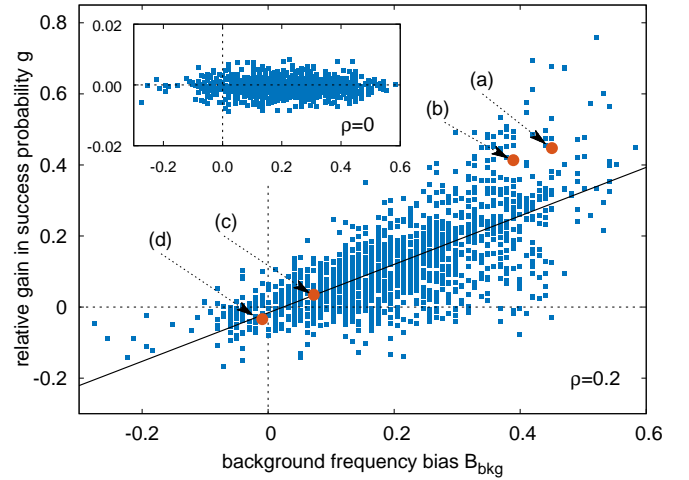 0.8
0.6
0.4
0.2
0
-0.2
relative gain in success probability g
0.02
0.00
-0.02
-0.2
0.0
0.2
0.4
0.6
ρ=0
(a)
(b)
(c)
(d)
ρ=0.2
-0.2
0
0.2
0.4
0.6
background frequency bias B_bkg